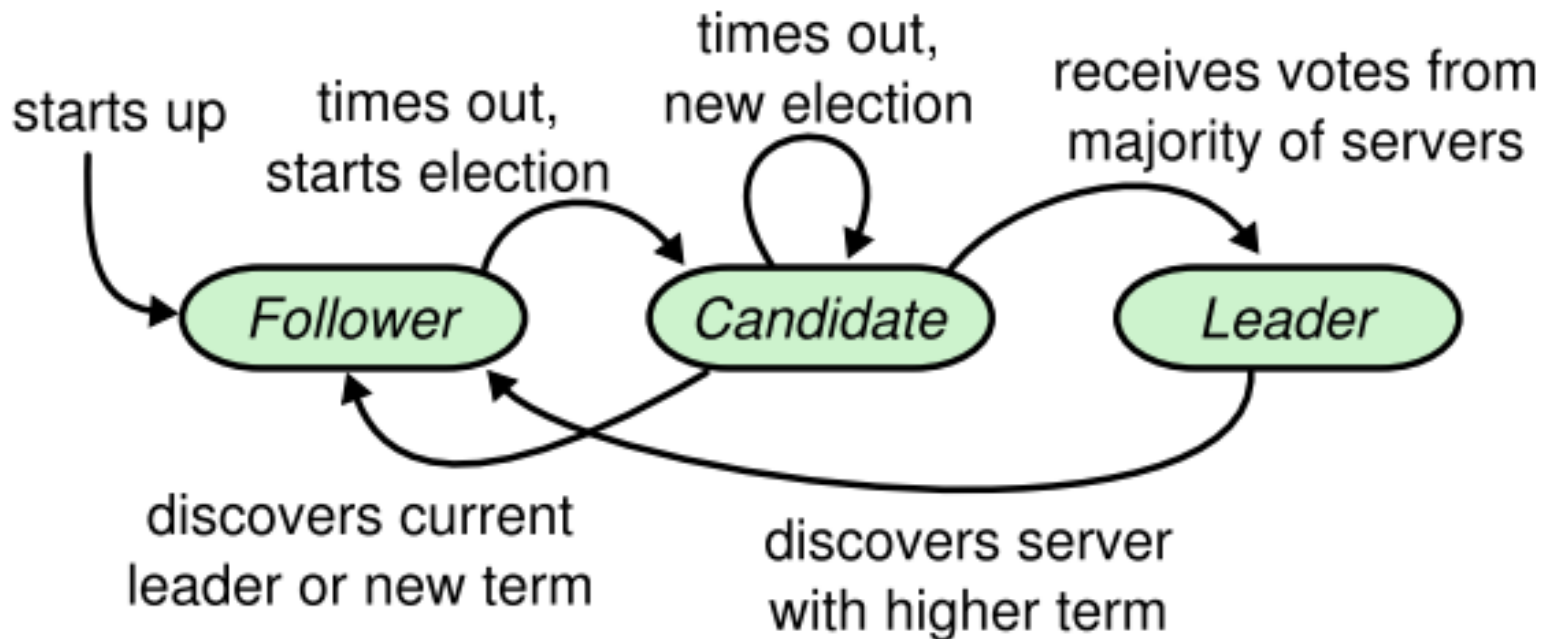 starts up
times out,
starts election
times out,
new election
receives votes from
majority of servers
Follower
Candidate
Leader
discovers current
leader or new term
discovers server
with higher term